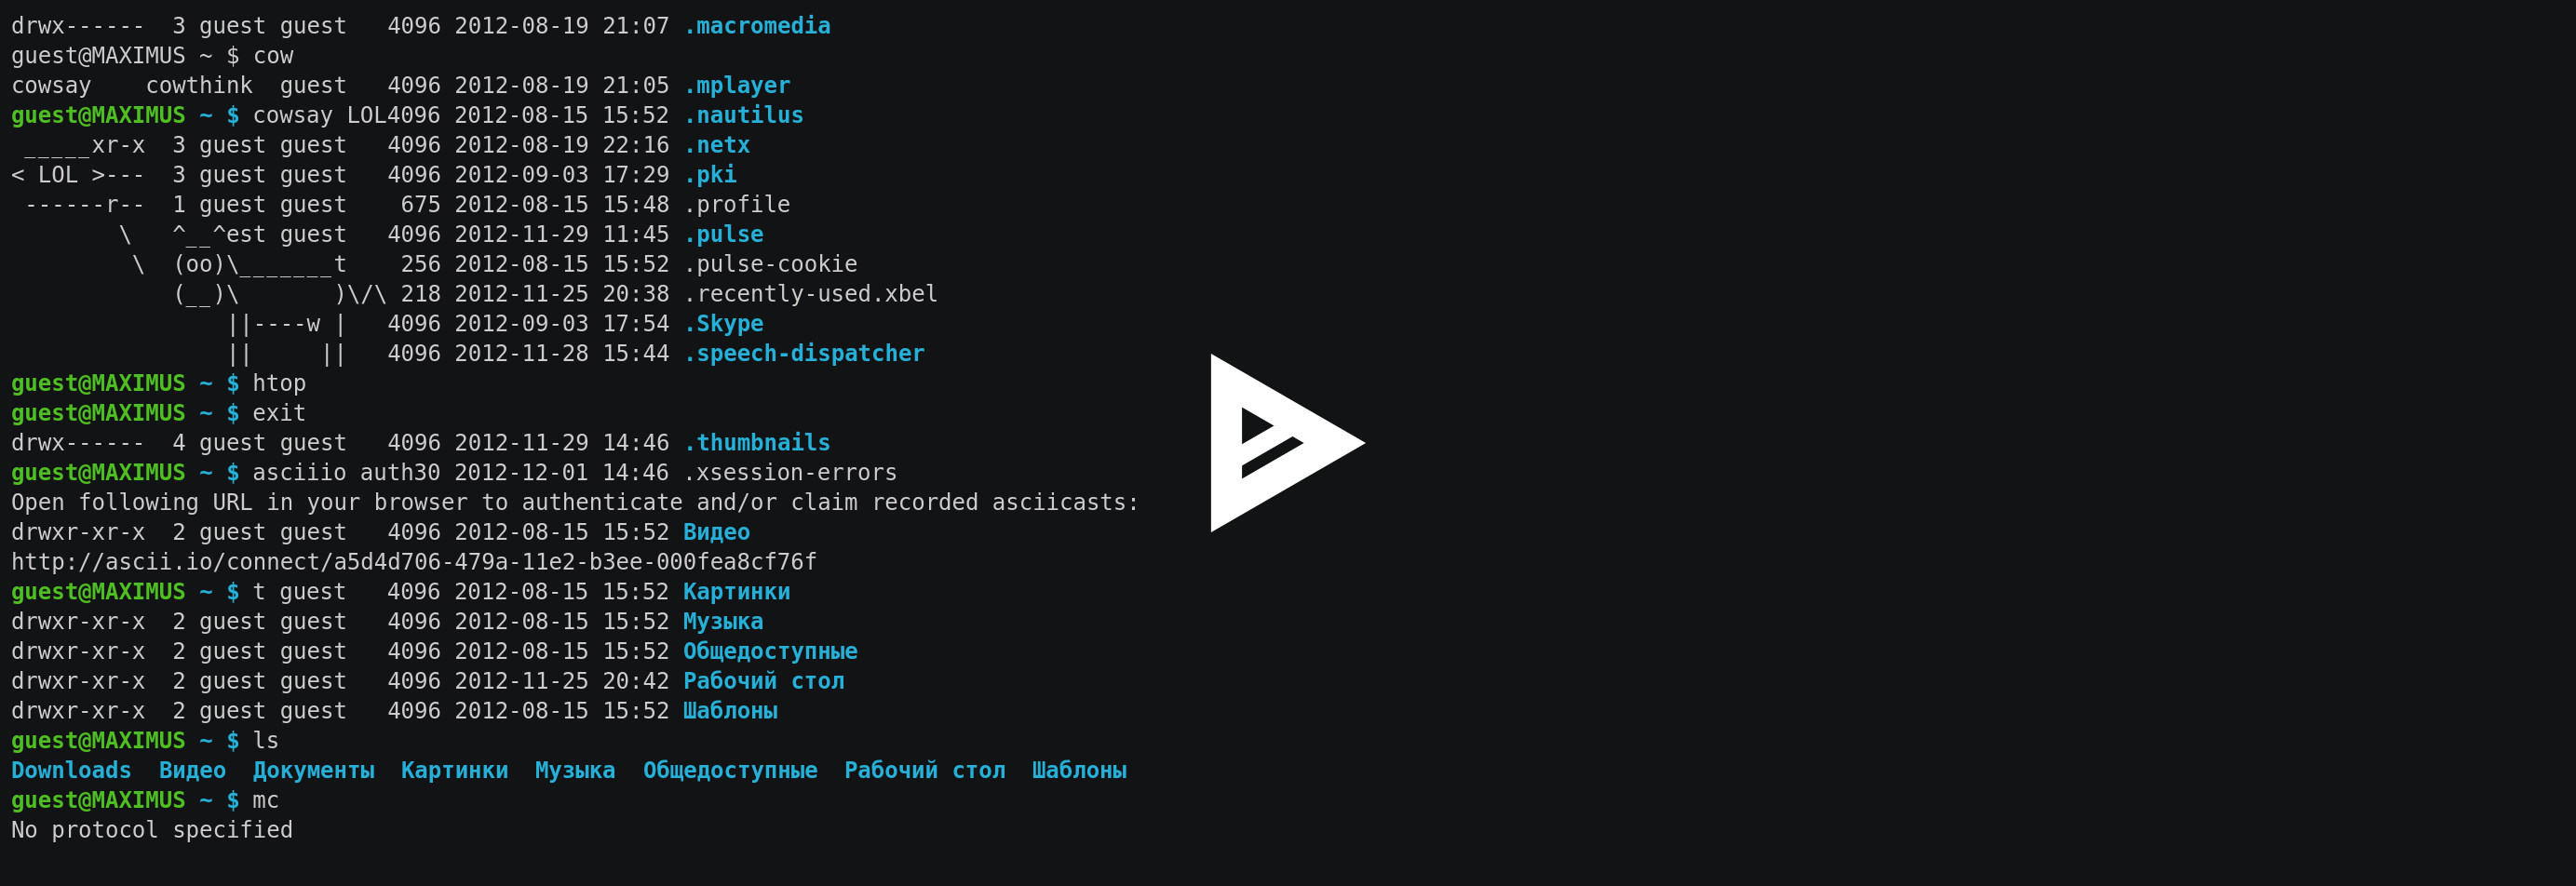 drwx------  3 guest guest   4096 2012-08-19 21:07 .macromedia
guest@MAXIMUS ~ $ cow
cowsay    cowthink  guest   4096 2012-08-19 21:05 .mplayer
guest@MAXIMUS ~ $ cowsay LOL4096 2012-08-15 15:52 .nautilus
 _____xr-x  3 guest guest   4096 2012-08-19 22:16 .netx
< LOL >---  3 guest guest   4096 2012-09-03 17:29 .pki
 ------r--  1 guest guest    675 2012-08-15 15:48 .profile
        \   ^__^est guest   4096 2012-11-29 11:45 .pulse
         \  (oo)\_______t    256 2012-08-15 15:52 .pulse-cookie
            (__)\       )\/\ 218 2012-11-25 20:38 .recently-used.xbel
                ||----w |   4096 2012-09-03 17:54 .Skype
                ||     ||   4096 2012-11-28 15:44 .speech-dispatcher
guest@MAXIMUS ~ $ htop
guest@MAXIMUS ~ $ exit
drwx------  4 guest guest   4096 2012-11-29 14:46 .thumbnails
guest@MAXIMUS ~ $ asciiio auth30 2012-12-01 14:46 .xsession-errors
Open following URL in your browser to authenticate and/or claim recorded asciicasts:
drwxr-xr-x  2 guest guest   4096 2012-08-15 15:52 Видео
http://ascii.io/connect/a5d4d706-479a-11e2-b3ee-000fea8cf76f
guest@MAXIMUS ~ $ t guest   4096 2012-08-15 15:52 Картинки
drwxr-xr-x  2 guest guest   4096 2012-08-15 15:52 Музыка
drwxr-xr-x  2 guest guest   4096 2012-08-15 15:52 Общедоступные
drwxr-xr-x  2 guest guest   4096 2012-11-25 20:42 Рабочий стол
drwxr-xr-x  2 guest guest   4096 2012-08-15 15:52 Шаблоны
guest@MAXIMUS ~ $ ls
Downloads  Видео  Документы  Картинки  Музыка  Общедоступные  Рабочий стол  Шаблоны
guest@MAXIMUS ~ $ mc
No protocol specified